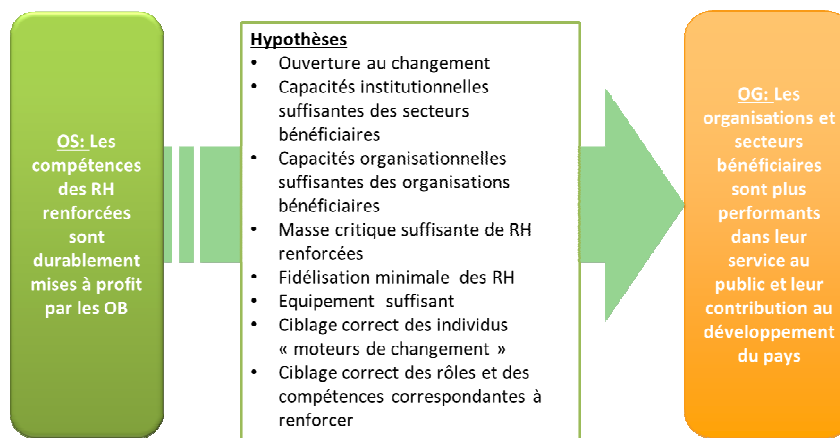 OS: Les
compétences
des RH
renforcées
sont
durablement
mises à profit
par les OB
Hypothèses
• Ouverture au changement
• Capacités institutionnelles
suffisantes des secteurs
bénéficiaires
• Capacités organisationnelles
suffisantes des organisations
bénéficiaires
• Masse critique suffisante de RH
renforcées
• Fidélisation minimale des RH
• Equipement suffisant
• Ciblage correct des individus
« moteurs de changement »
• Ciblage correct des rôles et des
compétences correspondantes à
renforcer
OG: Les
organisations et
secteurs
bénéficiaires
sont plus
performants
dans leur
service au
public et leur
contribution au
développement
du pays